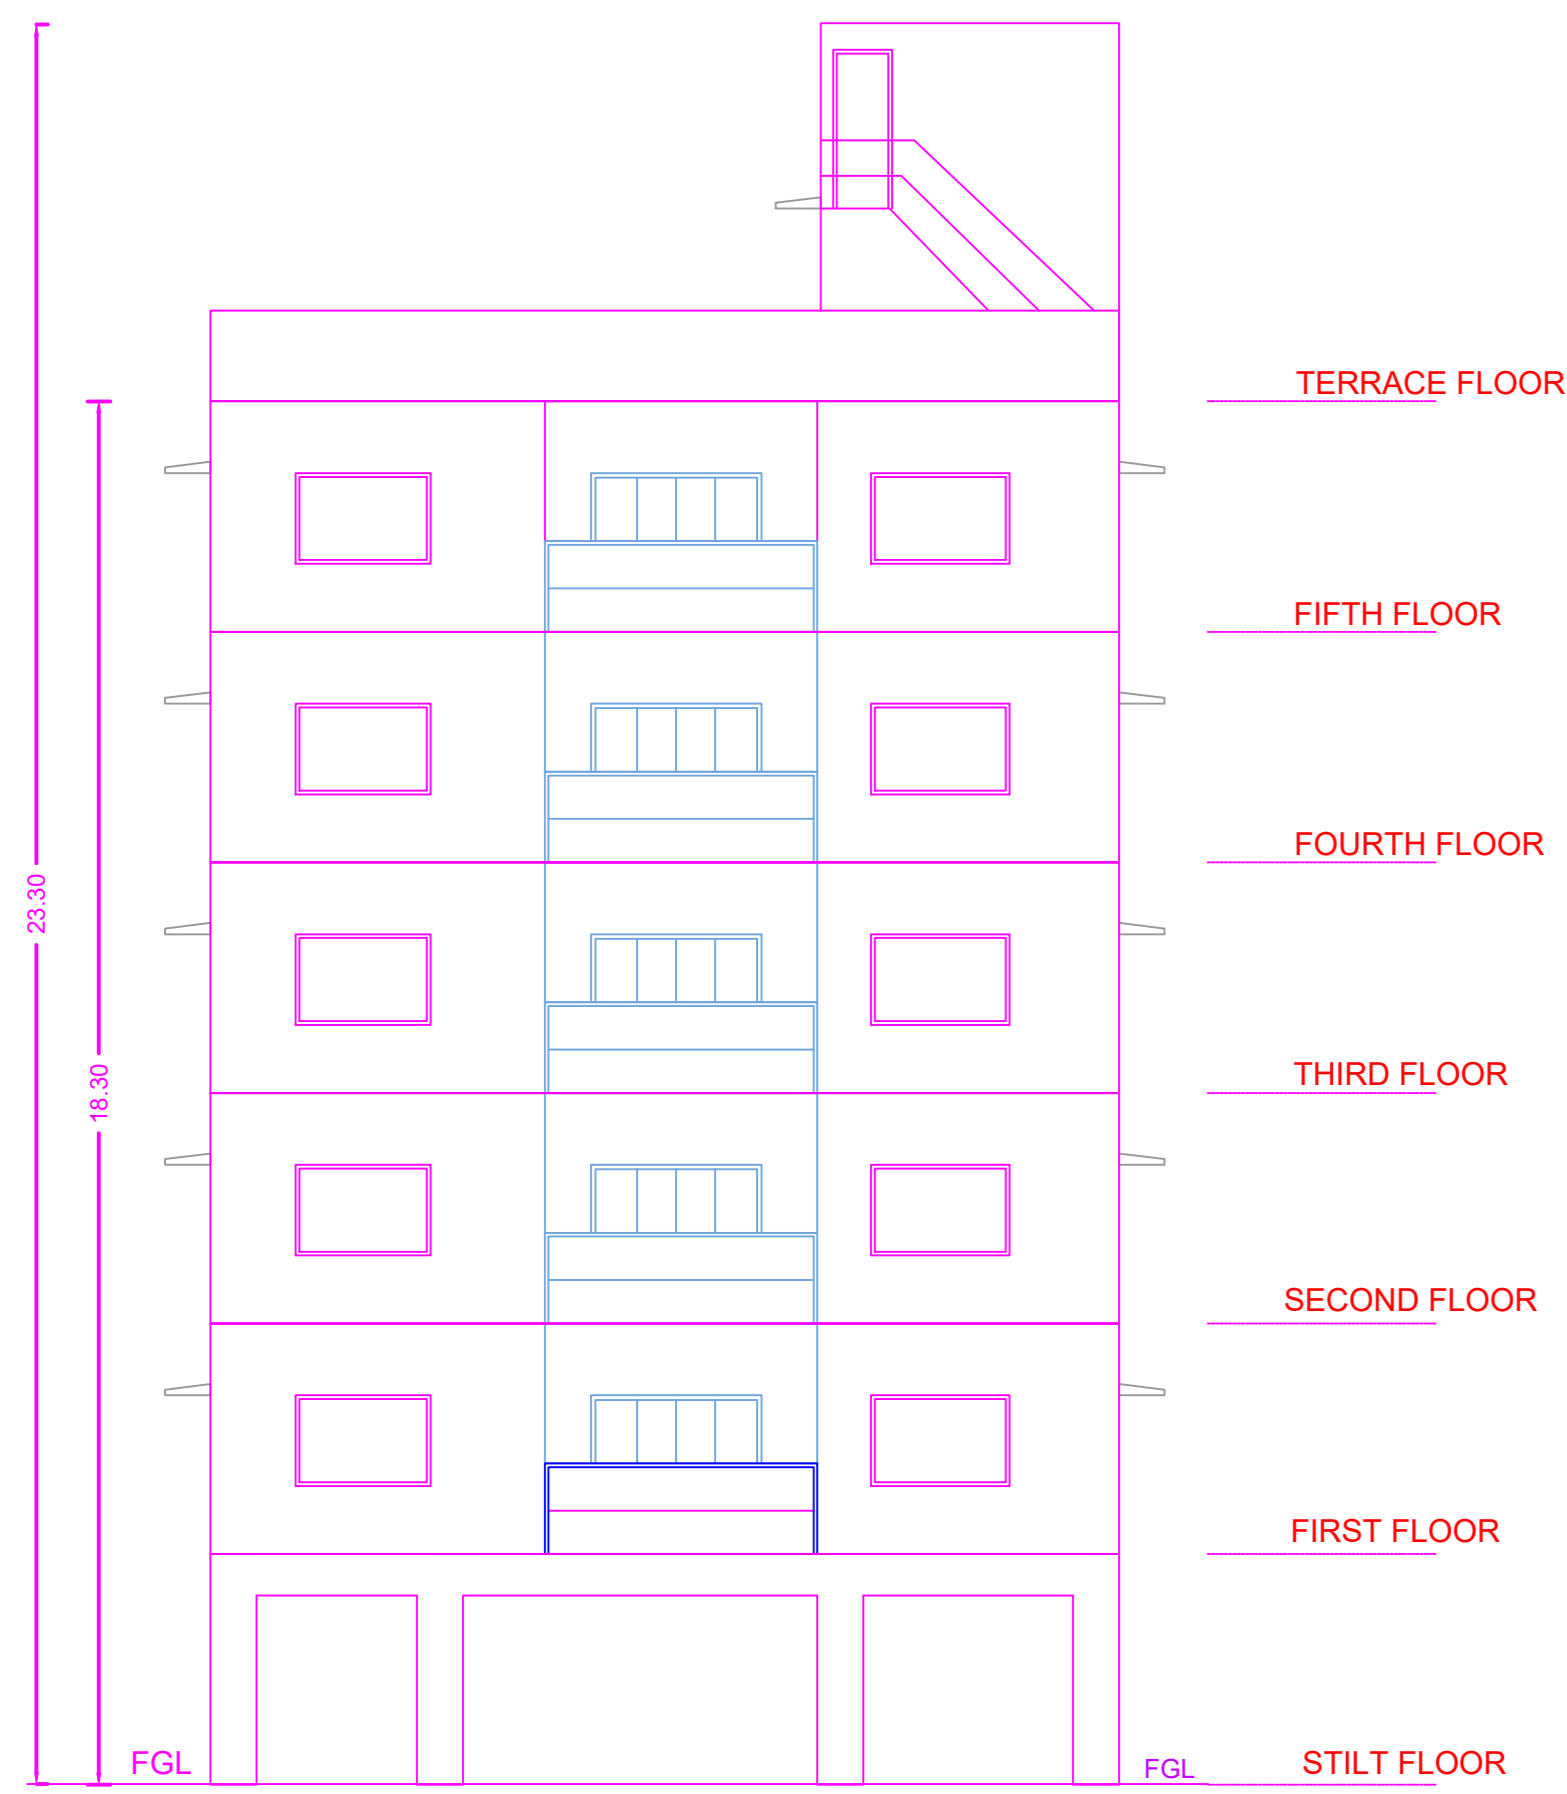 TERRACE FLOOR
FIFTH FLOOR
FOURTH FLOOR
23.30
THIRD FLOOR
18.30
SECOND FLOOR
FIRST FLOOR
FGL
FGL
STILT FLOOR